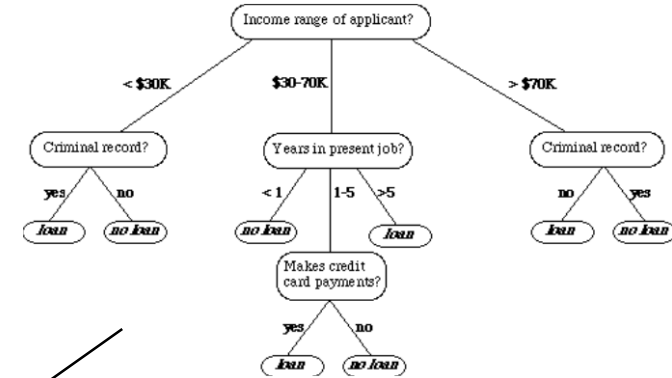 Income range of applicant?
< $30K
$30-70K
> $70K
Criminal record?
Years in present job?
Criminal record?
yes
no
< 1
1-5
>5
no
yes
loan
no loan
no loan
loan
loan
no loan
Makes credit
card payments?
yes
no
loan
no loan